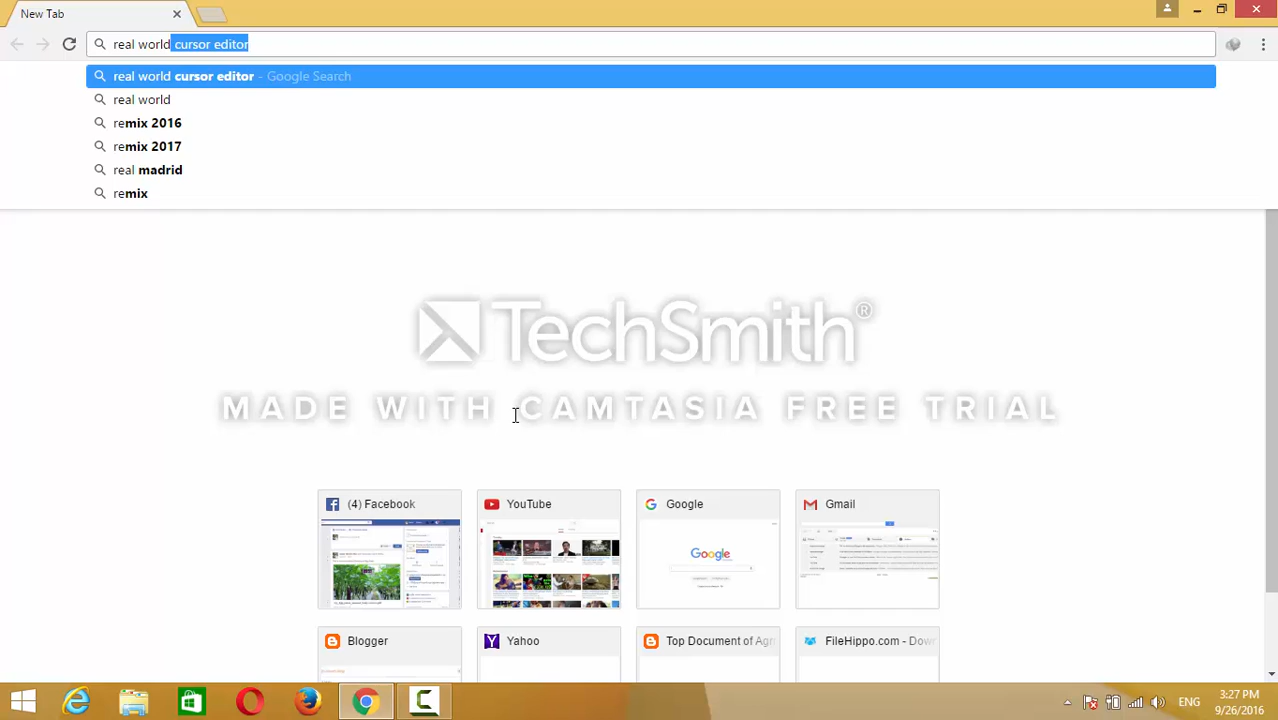 New Tab
real world cursor editor
real world cursor editor - Google Search
real world
remix 2016
remix 2017
real madrid
remix
TechSmith®
MADE WITH CAMTASIA FREE TRIAL
(4) Facebook
YouTube
Google
Gmail
Google
Blogger
Yahoo
Top Document of Agr
FileHippo.com - Dow
ENG
3:27 PM
9/26/2016